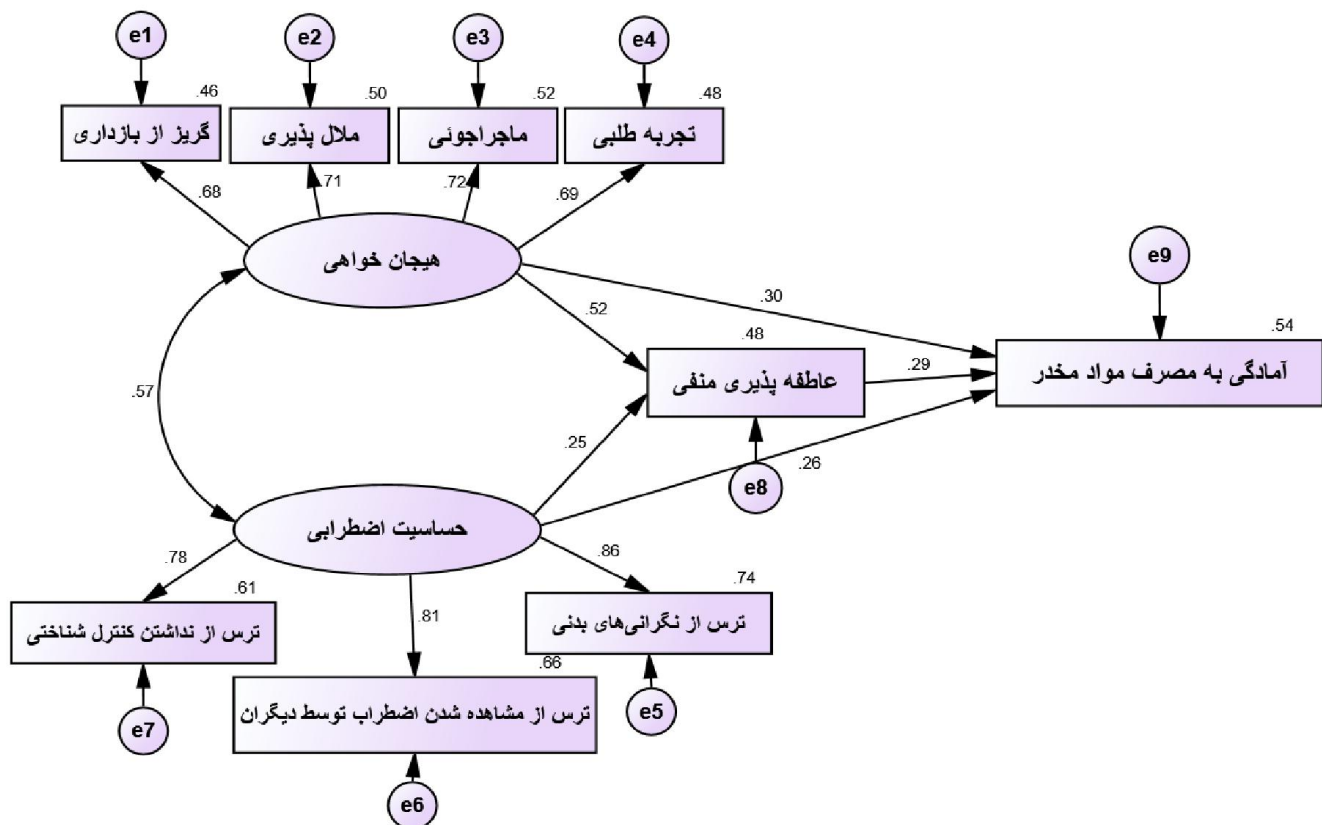 e1
e2
e3
e4
.46
.50
.52
.48
گریز از بازداری
ملال پذیری
ماجراجوئی
تجربه طلبی
.68
.71
.72
.69
هیجان خواهی
e9
.30
.54
.52
.48
آمادگی به مصرف مواد مخدر
.29
عاطفه پذیری منفی
.57
.25
.26
e8
حساسیت اضطرابی
.78
.86
.61
.81
.74
ترس از نداشتن کنترل شناختی
ترس از نگرانی‌های بدنی
.66
ترس از مشاهده شدن اضطراب توسط دیگران
e7
e5
e6